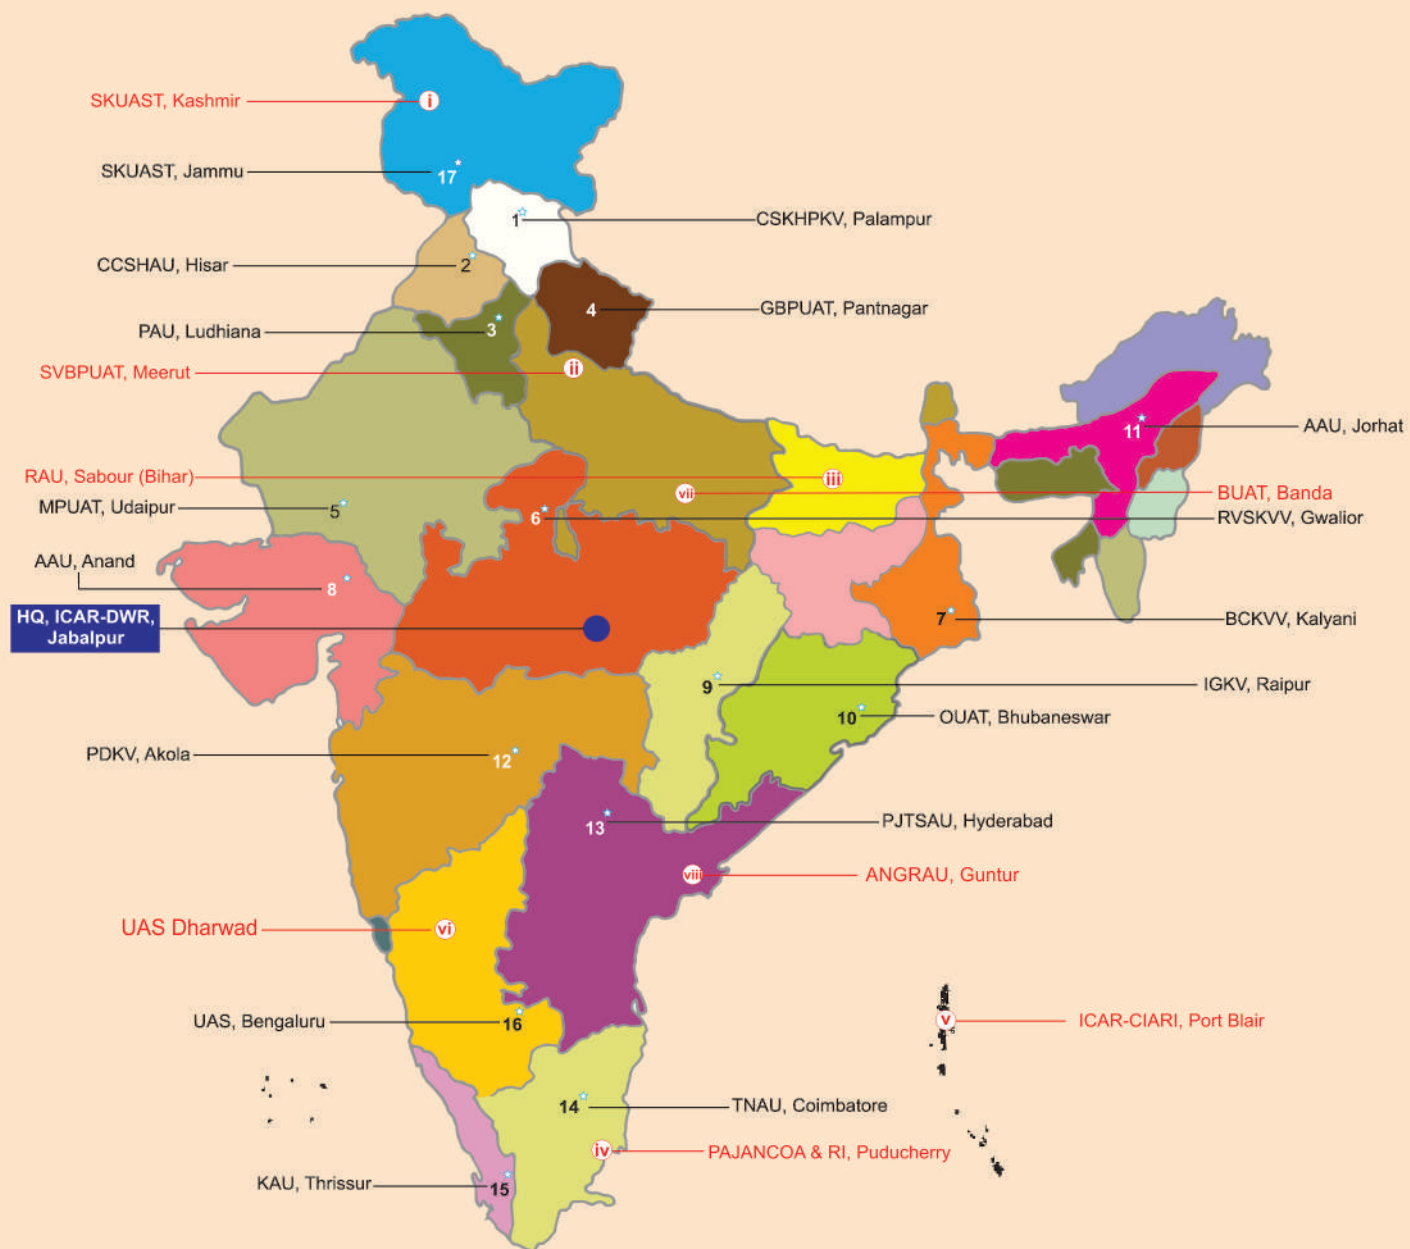 SKUAST, Kashmir
i
SKUAST, Jammu
17
1
CSKHPKV, Palampur
CCSHAU, Hisar
2
4
GBPUAT, Pantnagar
PAU, Ludhiana
3
SVBPUAT, Meerut
ii
11
AAU, Jorhat
RAU, Sabour (Bihar)
iii
vii
BUAT, Banda
MPUAT, Udaipur
5
6
RVSKVV, Gwalior
AAU, Anand
8
HQ, ICAR-DWR,
Jabalpur
7
BCKVV, Kalyani
9
IGKV, Raipur
10
OUAT, Bhubaneswar
PDKV, Akola
12
13
PJTSAU, Hyderabad
viii
ANGRAU, Guntur
UAS Dharwad
vi
UAS, Bengaluru
16
v
ICAR-CIARI, Port Blair
14
TNAU, Coimbatore
iv
PAJANCOA & RI, Puducherry
KAU, Thrissur
15